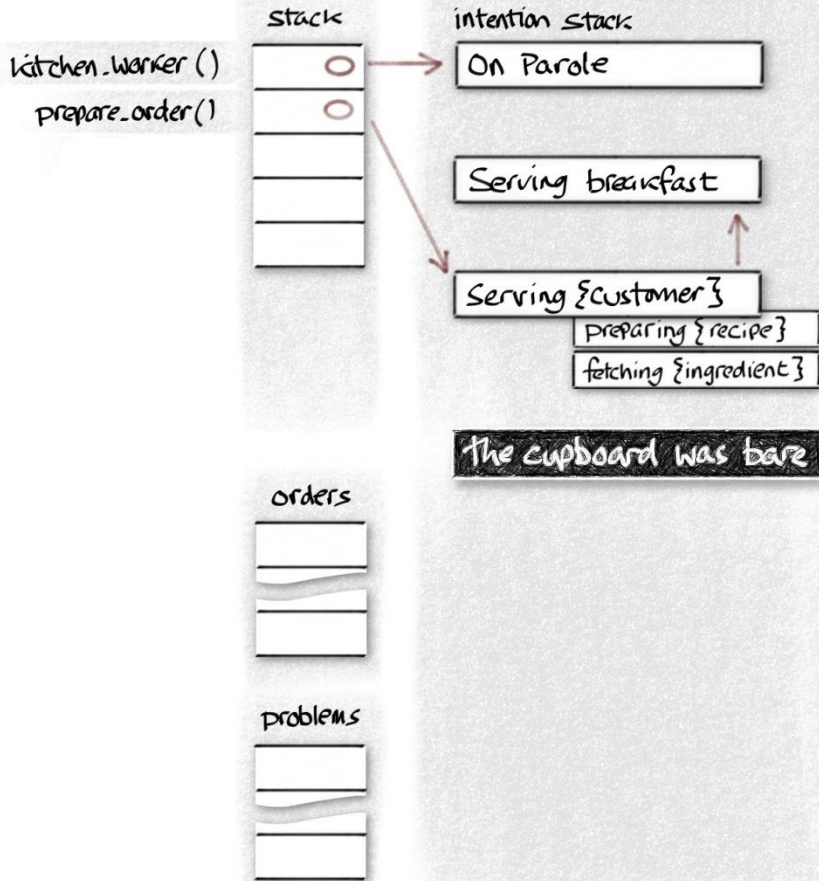 stack
intention stack
kitchen_worker()
On Parole
prepare_order()
Serving breakfast
Serving {customer}
preparing {recipe}
fetching {ingredient}
the cupboard was bare
orders
problems